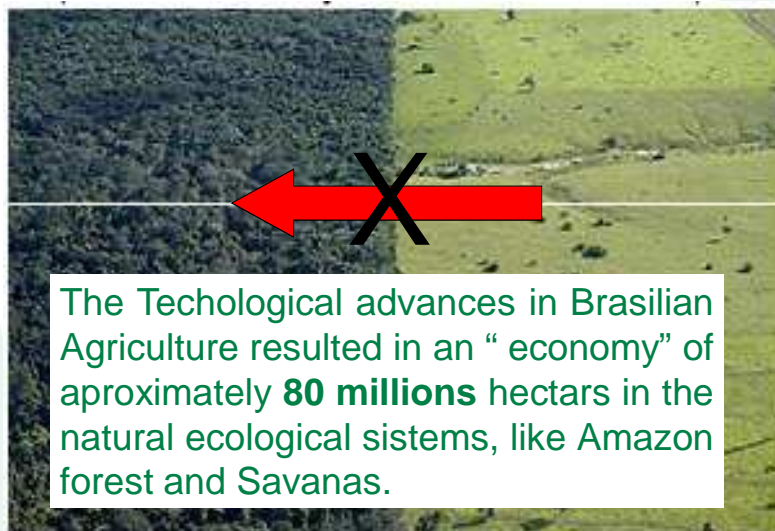 X
The Techological advances in Brasilian
Agriculture resulted in an “ economy” of
aproximately 80 millions hectars in the
natural ecological sistems, like Amazon
forest and Savanas.